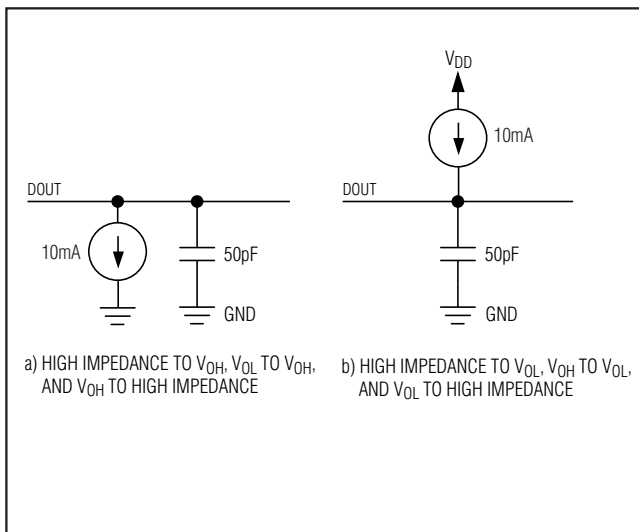 DOUT
10mA
50pF
GND
a) HIGH IMPEDANCE TO VOH, VOL TO VOH,
AND VOH TO HIGH IMPEDANCE
VDD
10mA
DOUT
50pF
GND
b) HIGH IMPEDANCE TO VOL, VOH TO VOL,
AND VOL TO HIGH IMPEDANCE